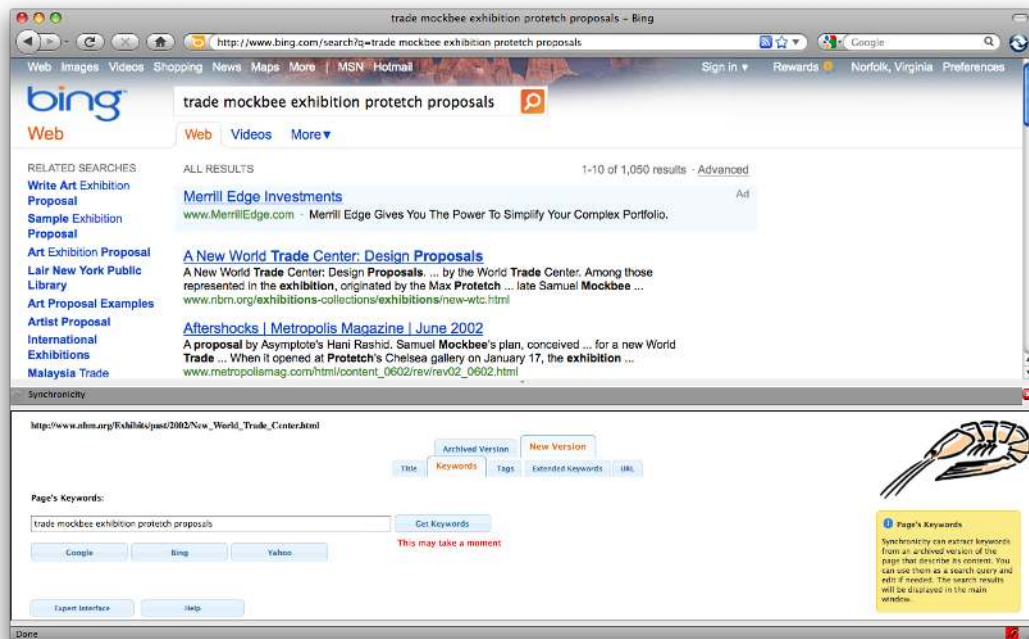 trade mockbee exhibition protetch proposals – Bing
http://www.bing.com/search?q=trade mockbee exhibition protetch proposals
Google
Web Images Videos Shopping News Maps More | MSN Hotmail
Sign in Rewards Norfolk, Virginia Preferences
bing
trade mockbee exhibition protetch proposals
Web
Web Videos More
RELATED SEARCHES
Write Art Exhibition
Proposal
Sample Exhibition
Proposal
Art Exhibition Proposal
Lair New York Public
Library
Art Proposal Examples
Artist Proposal
International
Exhibitions
Malaysia Trade
ALL RESULTS
1-10 of 1,050 results · Advanced
Merrill Edge Investments
Ad
www.MerrillEdge.com · Merrill Edge Gives You The Power To Simplify Your Complex Portfolio.
A New World Trade Center: Design Proposals
A New World Trade Center: Design Proposals. ... by the World Trade Center. Among those
represented in the exhibition, originated by the Max Protetch ... late Samuel Mockbee ...
www.nbm.org/exhibitions-collections/exhibitions/new-wtc.html
Aftershocks | Metropolis Magazine | June 2002
A proposal by Asymptote's Hani Rashid. Samuel Mockbee's plan, conceived ... for a new World
Trade ... When it opened at Protetch's Chelsea gallery on January 17, the exhibition ...
www.metropolismag.com/html/content_0602/rev/rev02_0602.html
Synchronicity
http://www.nbm.org/Exhibits/past/2002/New_World_Trade_Center.html
Archived Version New Version
Title Keywords Tags Extended Keywords URL
Page's Keywords:
trade mockbee exhibition protetch proposals
Get Keywords
This may take a moment
Google Bing Yahoo
Expert Interface Help
Page's Keywords
Synchronicity can extract keywords
from an archived version of the
page that describe its content. You
can use them as a search query and
edit if needed. The search results
will be displayed in the main
window.
Done